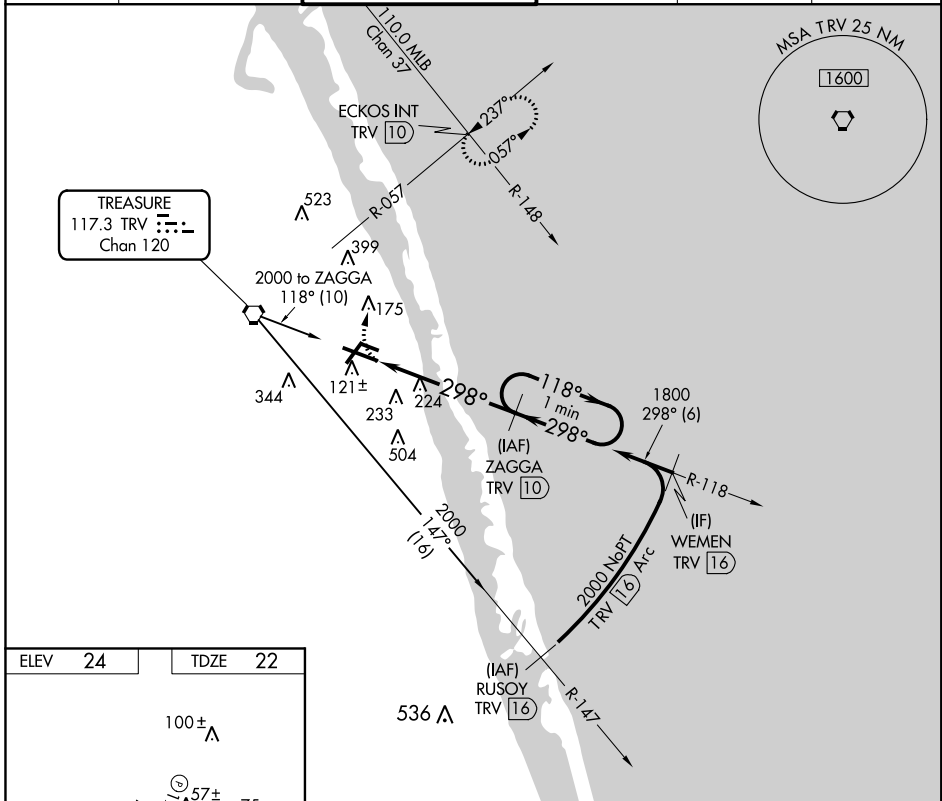 110.0 MLB
Chan 37
MSA TRV 25 NM
1600
ECKOS INT
TRV 10
237°
057°
R-057
R-148
TREASURE
117.3 TRV
Chan 120
523
399
2000 to ZAGGA
118° (10)
175
344
121±
233
224
504
298°
118°
1 min
298°
1800
298° (6)
(IAF)
ZAGGA
TRV 10
R-118
(IF)
WEMEN
TRV 16
2000
147°
(16)
2000 NoPT
TRV 16 Arc
(IAF)
RUSOY
TRV 16
R-147
536
ELEV 24
TDZE 22
100±
57±